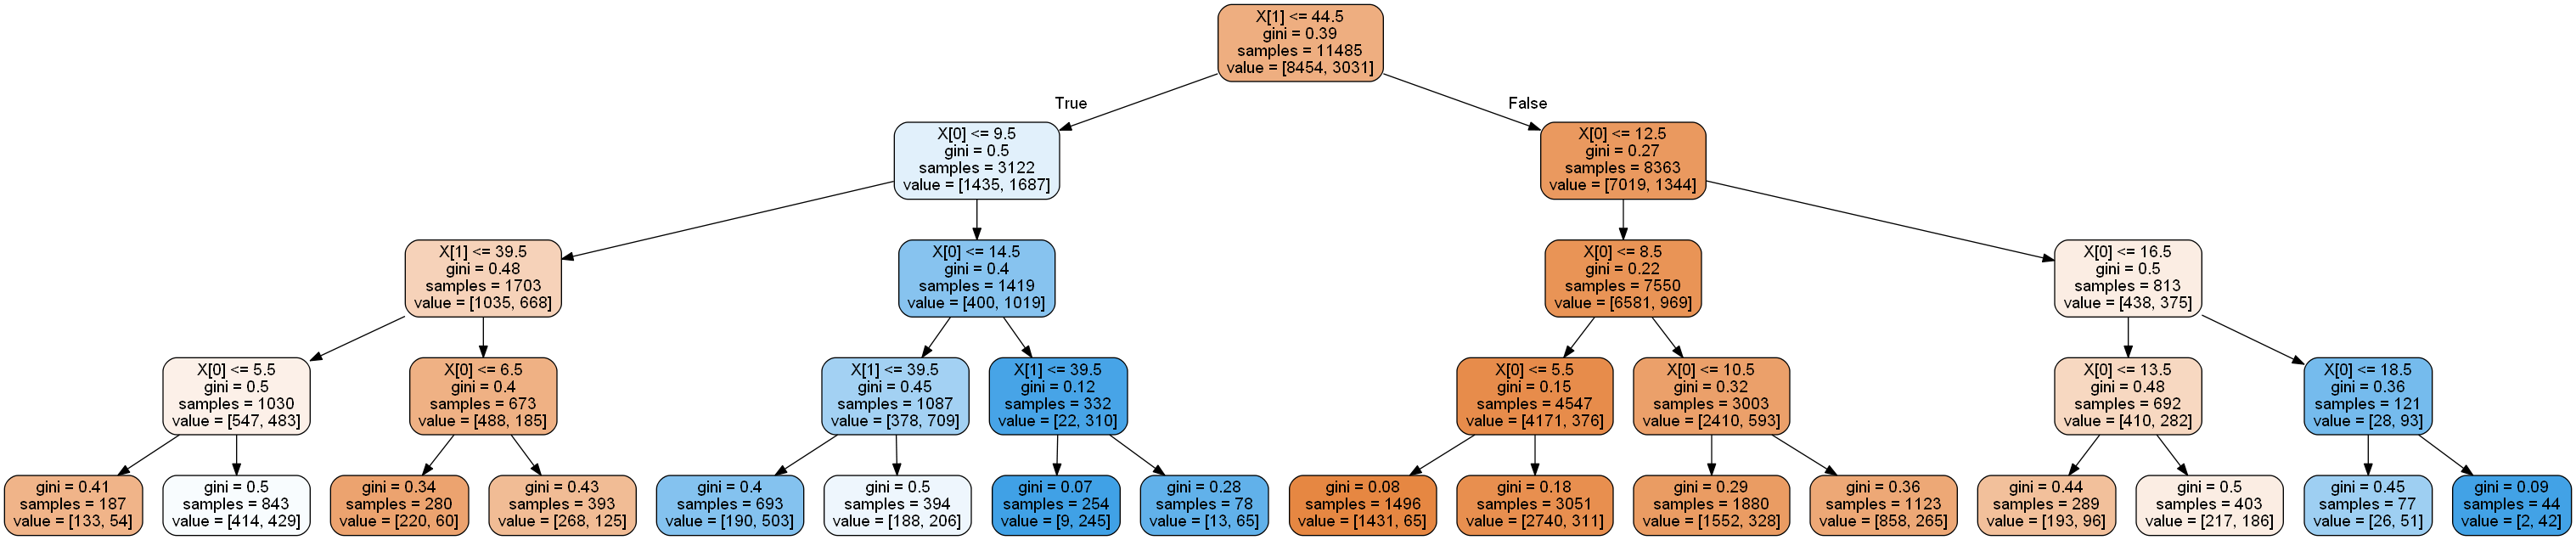 X[1] <= 44.5
gini = 0.39
samples = 11485
value = [8454, 3031]
True
False
X[0] <= 9.5
gini = 0.5
samples = 3122
value = [1435, 1687]
X[0] <= 12.5
gini = 0.27
samples = 8363
value = [7019, 1344]
X[1] <= 39.5
gini = 0.48
samples = 1703
value = [1035, 668]
X[0] <= 14.5
gini = 0.4
samples = 1419
value = [400, 1019]
X[0] <= 8.5
gini = 0.22
samples = 7550
value = [6581, 969]
X[0] <= 16.5
gini = 0.5
samples = 813
value = [438, 375]
X[0] <= 5.5
gini = 0.5
samples = 1030
value = [547, 483]
X[0] <= 6.5
gini = 0.4
samples = 673
value = [488, 185]
X[1] <= 39.5
gini = 0.45
samples = 1087
value = [378, 709]
X[1] <= 39.5
gini = 0.12
samples = 332
value = [22, 310]
X[0] <= 5.5
gini = 0.15
samples = 4547
value = [4171, 376]
X[0] <= 10.5
gini = 0.32
samples = 3003
value = [2410, 593]
X[0] <= 13.5
gini = 0.48
samples = 692
value = [410, 282]
X[0] <= 18.5
gini = 0.36
samples = 121
value = [28, 93]
gini = 0.41
samples = 187
value = [133, 54]
gini = 0.5
samples = 843
value = [414, 429]
gini = 0.34
samples = 280
value = [220, 60]
gini = 0.43
samples = 393
value = [268, 125]
gini = 0.4
samples = 693
value = [190, 503]
gini = 0.5
samples = 394
value = [188, 206]
gini = 0.07
samples = 254
value = [9, 245]
gini = 0.28
samples = 78
value = [13, 65]
gini = 0.08
samples = 1496
value = [1431, 65]
gini = 0.18
samples = 3051
value = [2740, 311]
gini = 0.29
samples = 1880
value = [1552, 328]
gini = 0.36
samples = 1123
value = [858, 265]
gini = 0.44
samples = 289
value = [193, 96]
gini = 0.5
samples = 403
value = [217, 186]
gini = 0.45
samples = 77
value = [26, 51]
gini = 0.09
samples = 44
value = [2, 42]